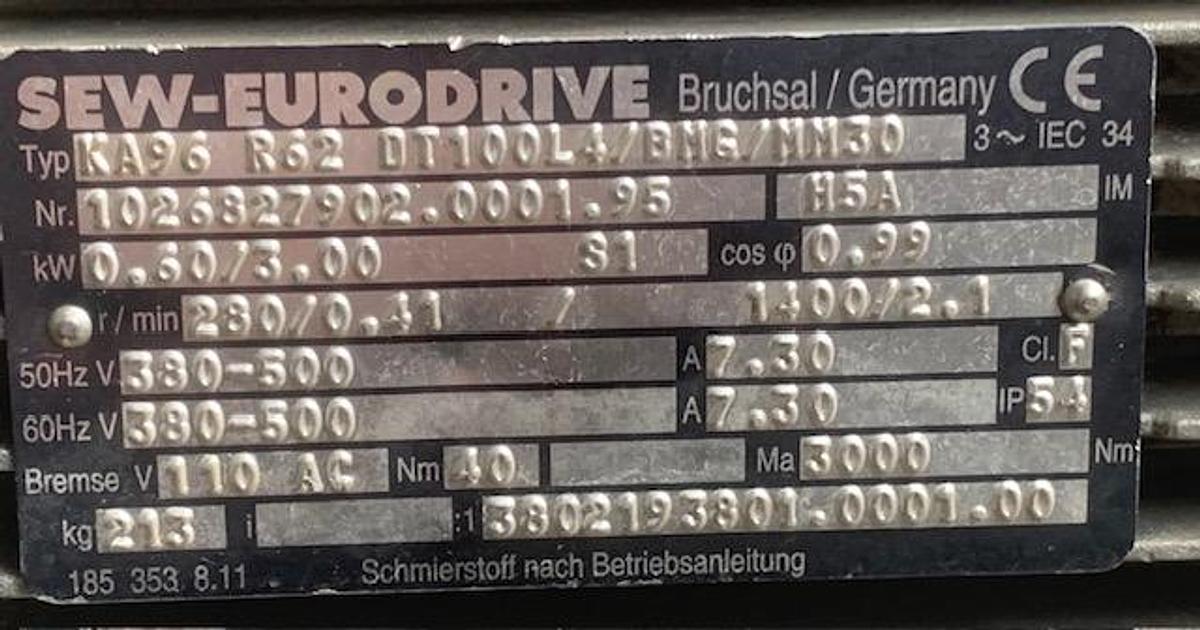 SEW-EURODRIVE Bruchsal / Germany CE
Typ KA96 R62 DT100L4/BMG/MM30 3~ IEC 34
Nr. 1026827902.0001.95 H5A IM
kW 0.60/3.00 S1 cos φ 0.99
r / min 280/0.41 / 1400/2.1
50Hz V 380-500 A 7.30 Cl. F
60Hz V 380-500 A 7.30 IP 54
Bremse V 110 AC Nm 40 Ma 3000 Nm
kg 213 i :1 3802193801.0001.00
185 353 8.11 Schmierstoff nach Betriebsanleitung